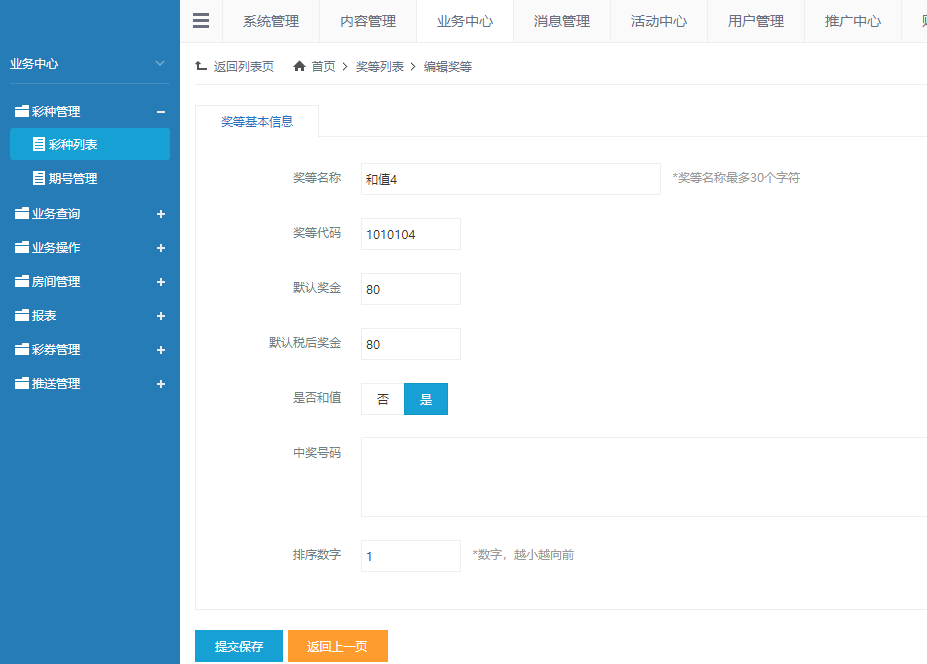 系统管理 内容管理 业务中心 消息管理 活动中心 用户管理 推广中心
业务中心
彩种管理
彩种列表
期号管理
业务查询
业务操作
房间管理
报表
彩券管理
推送管理
返回列表页 首页 > 奖等列表 > 编辑奖等
奖等基本信息
奖等名称 和值4 *奖等名称最多30个字符
奖等代码 1010104
默认奖金 80
默认税后奖金 80
是否和值 否 是
中奖号码
排序数字 1 *数字，越小越向前
提交保存 返回上一页